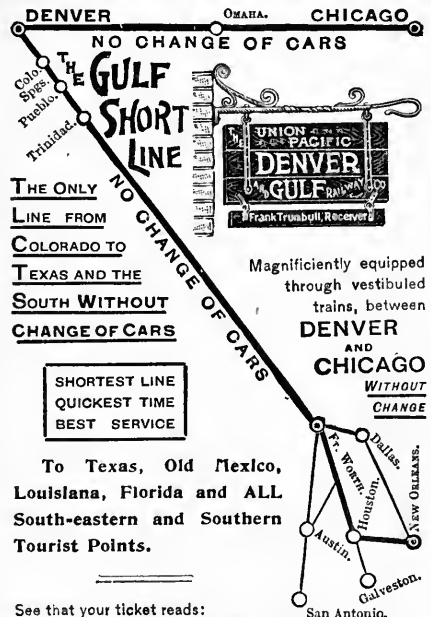 DENVER
OMAHA.
CHICAGO
NO CHANGE OF CARS
Colo. Spgs.
Pueblo.
Trinidad.
THE GULF
SHORT
LINE
NO CHANGE OF CARS
THE UNION PACIFIC
DENVER
AND GULF RAILWAY CO
Frank Trumbull, Receiver
THE ONLY
LINE FROM
COLORADO TO
TEXAS AND THE
SOUTH WITHOUT
CHANGE OF CARS
Magnificiently equipped
through vestibuled
trains, between
DENVER
AND
CHICAGO
WITHOUT
CHANGE
SHORTEST LINE
QUICKEST TIME
BEST SERVICE
To Texas, Old Mexico,
Louisiana, Florida and ALL
South-eastern and Southern
Tourist Points.
FT. WORTH.
Dallas.
Houston.
NEW ORLEANS.
Austin.
Galveston.
San Antonio.
See that your ticket reads: